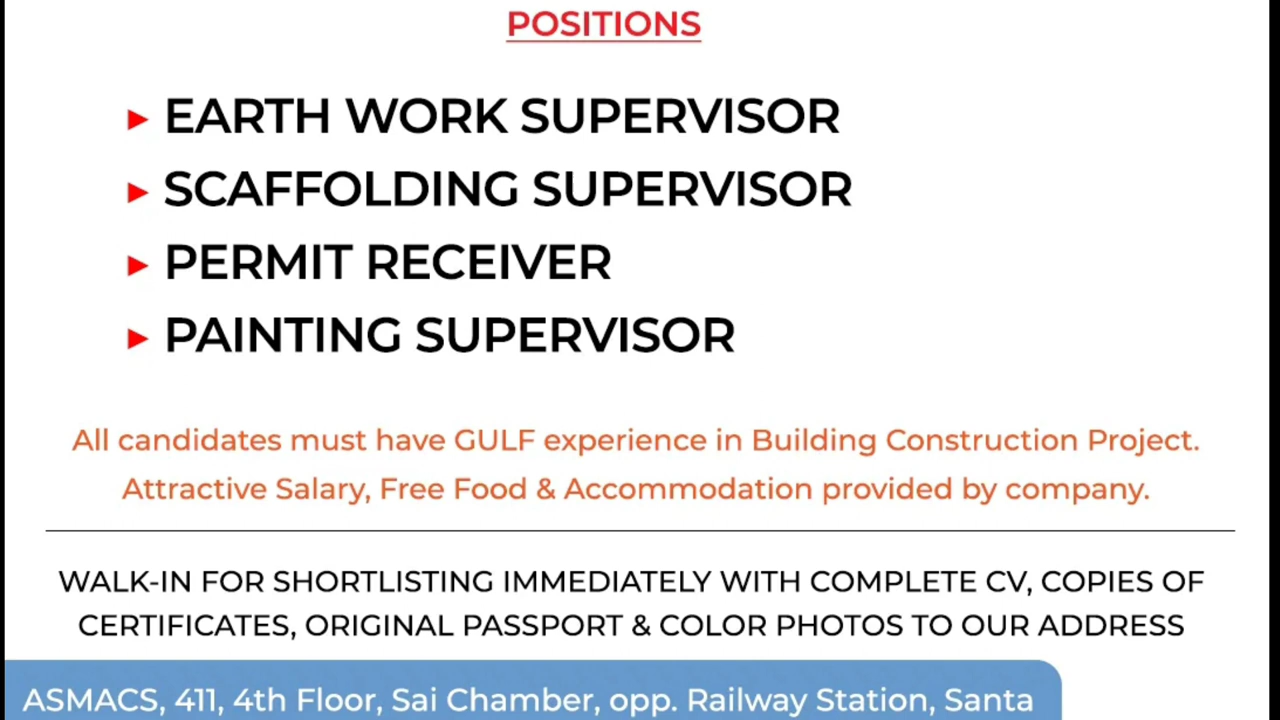 POSITIONS
► EARTH WORK SUPERVISOR
► SCAFFOLDING SUPERVISOR
► PERMIT RECEIVER
► PAINTING SUPERVISOR
All candidates must have GULF experience in Building Construction Project.
Attractive Salary, Free Food & Accommodation provided by company.
WALK-IN FOR SHORTLISTING IMMEDIATELY WITH COMPLETE CV, COPIES OF
CERTIFICATES, ORIGINAL PASSPORT & COLOR PHOTOS TO OUR ADDRESS
ASMACS, 411, 4th Floor, Sai Chamber, opp. Railway Station, Santa